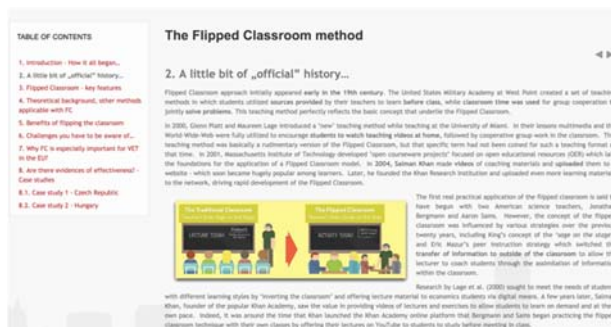 TABLE OF CONTENTS
1. Introduction - How it all began...
2. A little bit of „official" history...
3. Flipped Classroom - key features
4. Theoretical background, other methods
applicable with FC
5. Benefits of flipping the classroom
6. Challenges you have to be aware of...
7. Why FC is especially important for VET
in the EU?
8. Are there evidences of effectiveness? -
Case studies
8.1. Case study 1 - Czech Republic
8.2. Case study 2 - Hungary
The Flipped Classroom method
2. A little bit of „official" history...
Flipped Classroom approach initially appeared early in the 19th century. The United States Military Academy at West Point created a set of teaching
methods in which students utilized sources provided by their teachers to learn before class, while classroom time was used for group cooperation
jointly solve problems. This teaching method perfectly reflects the basic concept that underlie the Flipped Classroom.
In 2000, Glenn Platt and Maureen Lage introduced a "new" teaching method while teaching at the University of Miami. In their lessons multimedia and th
World-Wide-Web were fully utilized to encourage students to watch teaching videos at home, followed by cooperative group work in the classroom. Th
teaching method was basically a rudimentary version of the Flipped Classroom, but that specific term had not been coined for such a teaching format
that time. In 2001, Massachusetts Institute of Technology developed "open courseware projects" focused on open educational resources (OER) which la
the foundations for the application of a Flipped Classroom model. In 2004, Salman Khan made videos of coaching materials and uploaded them to
website - which soon became hugely popular among learners. Later, he founded the Khan Research Institution and uploaded even more learning materia
to the network, driving rapid development of the Flipped Classroom.
The Traditional Classroom
The Flipped Classroom
LECTURE TODAY
ACTIVITY TODAY
The first real practical application of the flipped classroom is said t
have begun with two American science teachers, Jonatha
Bergmann and Aaron Sams. However, the concept of the flippe
classroom was influenced by various strategies over the previou
twenty years, including King's concept of the "sage on the stage
and Eric Mazur's peer instruction strategy which switched th
transfer of information to outside of the classroom to allow th
lecturer to coach students through the assimilation of informatio
within the classroom.
Research by Lage et al. (2000) sought to meet the needs of studen
with different learning styles by 'inverting the classroom' and offering lecture material to economics students via digital means. A few years later, Salma
Khan, founder of the popular Khan Academy, saw the value in providing videos of lectures and exercises to allow students to learn on demand and at the
own pace. Indeed, it was around the time that Khan launched the Khan Academy online platform that Bergmann and Sams began practicing the flippe
classroom technique with their own classes by offering their lectures on YouTube to students to study before meeting in class.